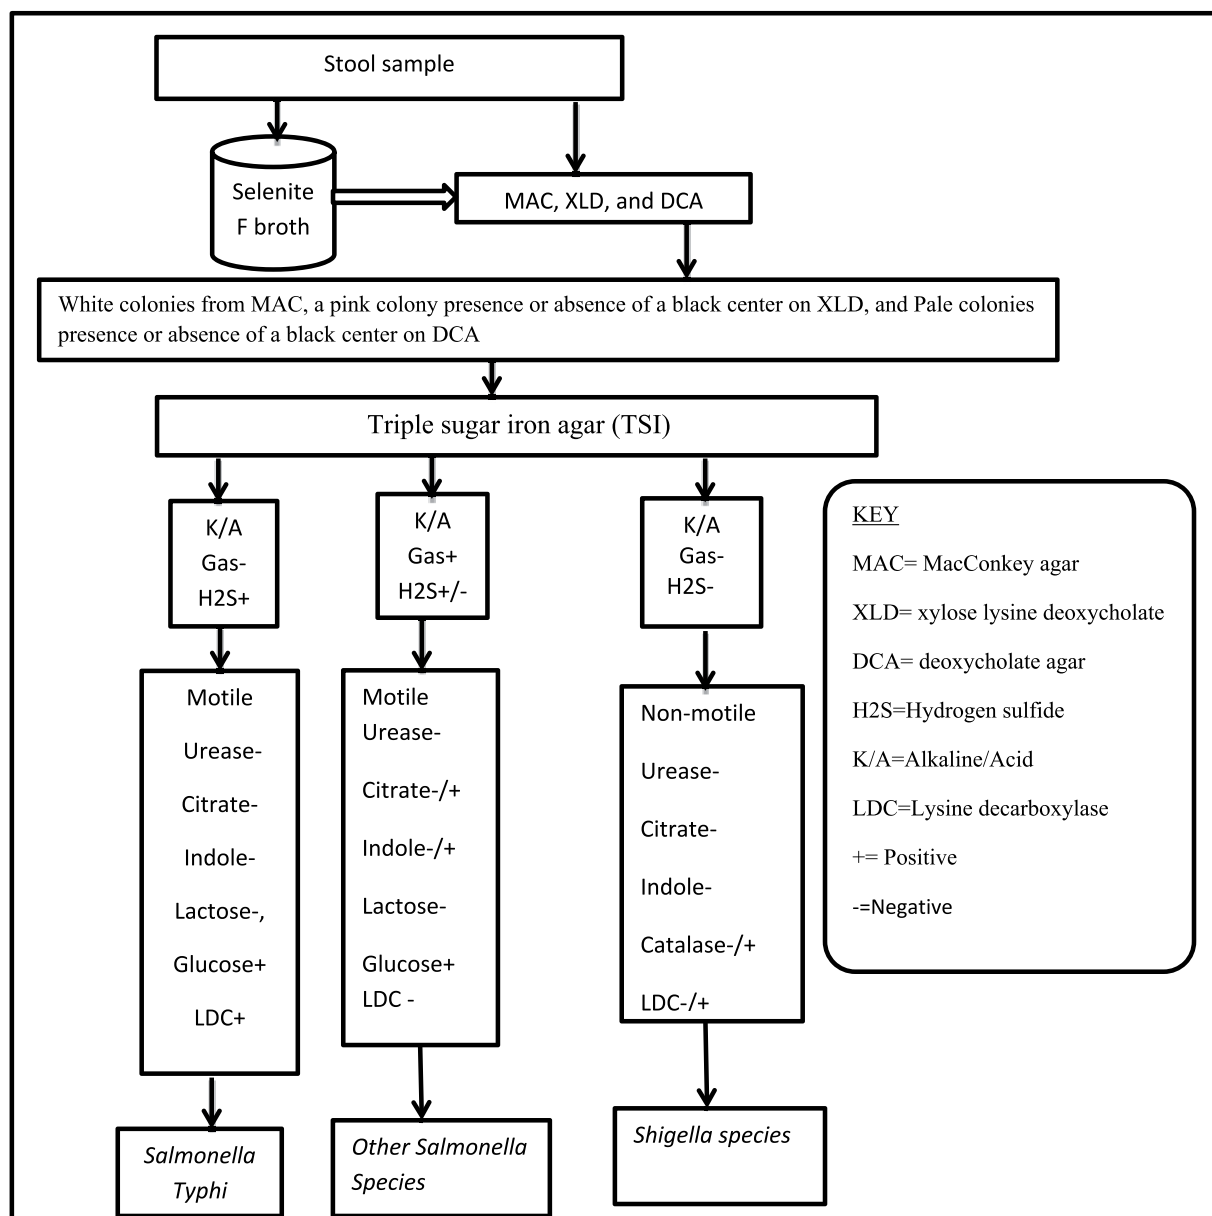 Stool sample
Selenite
F broth
MAC, XLD, and DCA
White colonies from MAC, a pink colony presence or absence of a black center on XLD, and Pale colonies
presence or absence of a black center on DCA
Triple sugar iron agar (TSI)
K/A
Gas-
H2S+
K/A
Gas+
H2S+/-
K/A
Gas-
H2S-
Motile
Urease-
Citrate-
Indole-
Lactose-,
Glucose+
LDC+
Motile
Urease-
Citrate-/+
Indole-/+
Lactose-
Glucose+
LDC -
Non-motile
Urease-
Citrate-
Indole-
Catalase-/+
LDC-/+
Salmonella
Typhi
Other Salmonella
Species
Shigella species
KEY
MAC= MacConkey agar
XLD= xylose lysine deoxycholate
DCA= deoxycholate agar
H2S=Hydrogen sulfide
K/A=Alkaline/Acid
LDC=Lysine decarboxylase
+= Positive
-=Negative